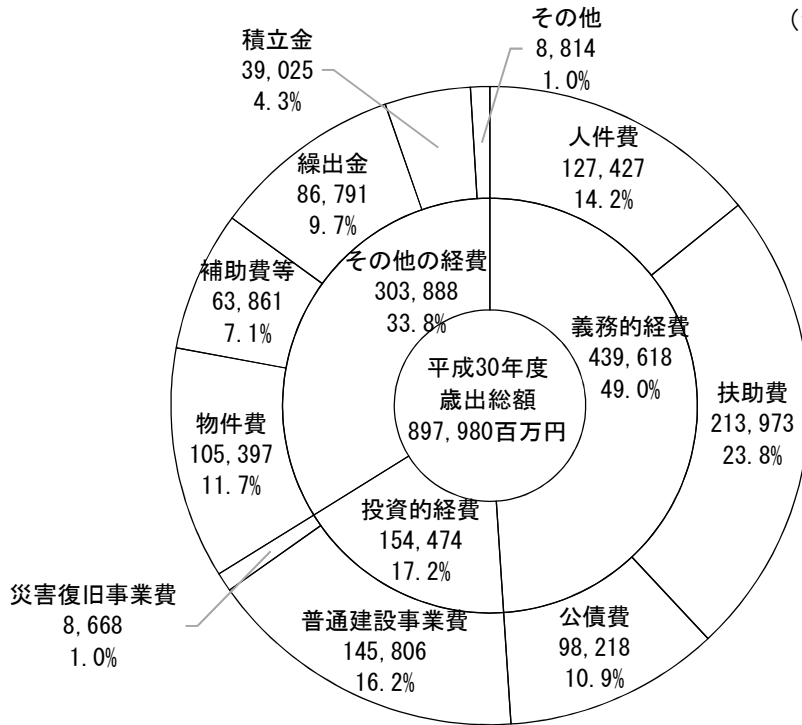 （
その他
8,814
1.0%
積立金
39,025
4.3%
人件費
127,427
14.2%
繰出金
86,791
9.7%
その他の経費
303,888
33.8%
補助費等
63,861
7.1%
義務的経費
439,618
49.0%
平成30年度
歳出総額
897,980百万円
扶助費
213,973
23.8%
物件費
105,397
11.7%
投資的経費
154,474
17.2%
災害復旧事業費
8,668
1.0%
普通建設事業費
145,806
16.2%
公債費
98,218
10.9%